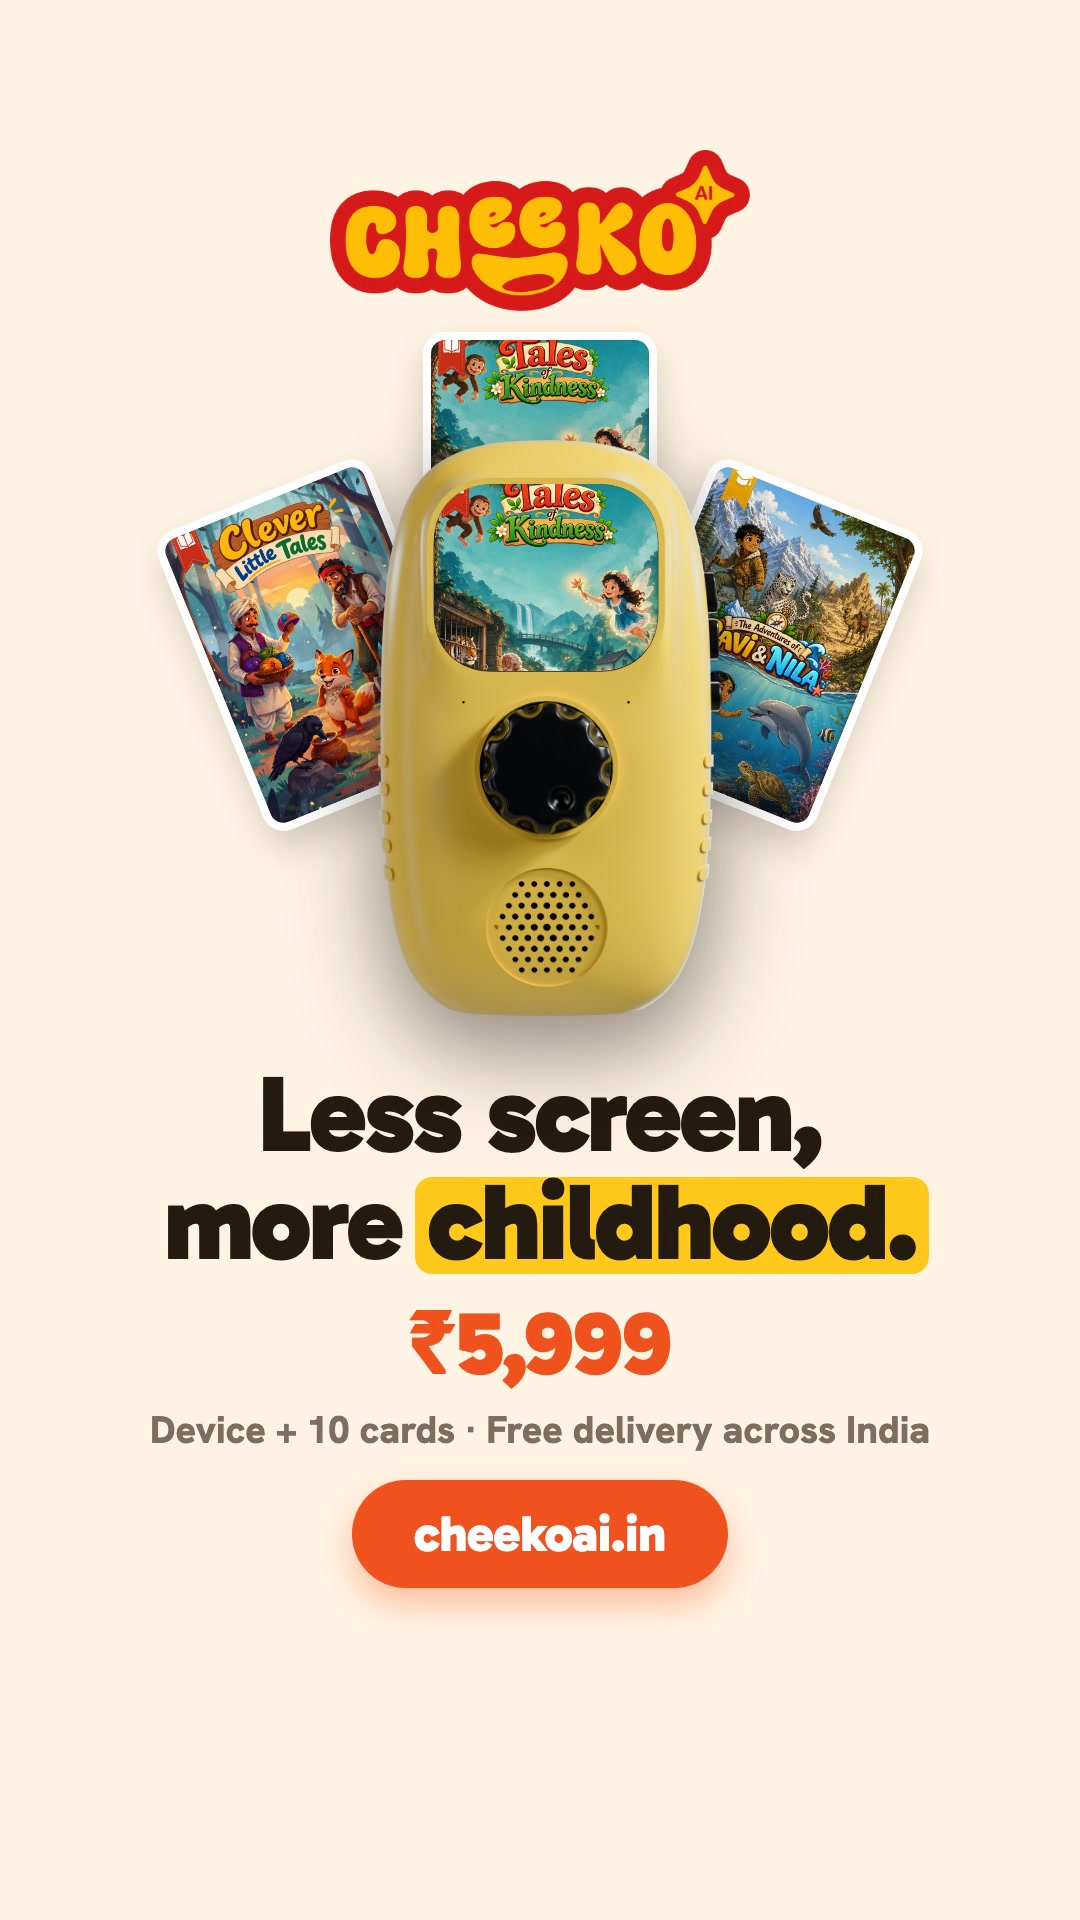 CHeeKO AI
Tales
of
Kindness
Clever
Little Tales
Tales
of
Kindness
The Adventures of
AVI & NILA
Less screen,
more childhood.
₹5,999
Device + 10 cards · Free delivery across India
cheekoai.in